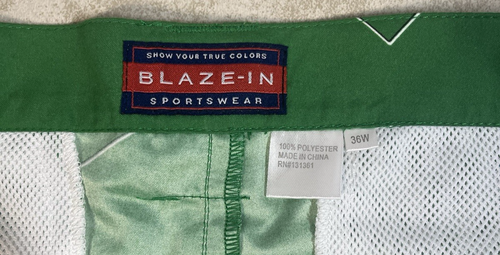 SHOW YOUR TRUE COLORS
BLAZE-IN
SPORTSWEAR
100% POLYESTER
MADE IN CHINA
RN#131361
36W